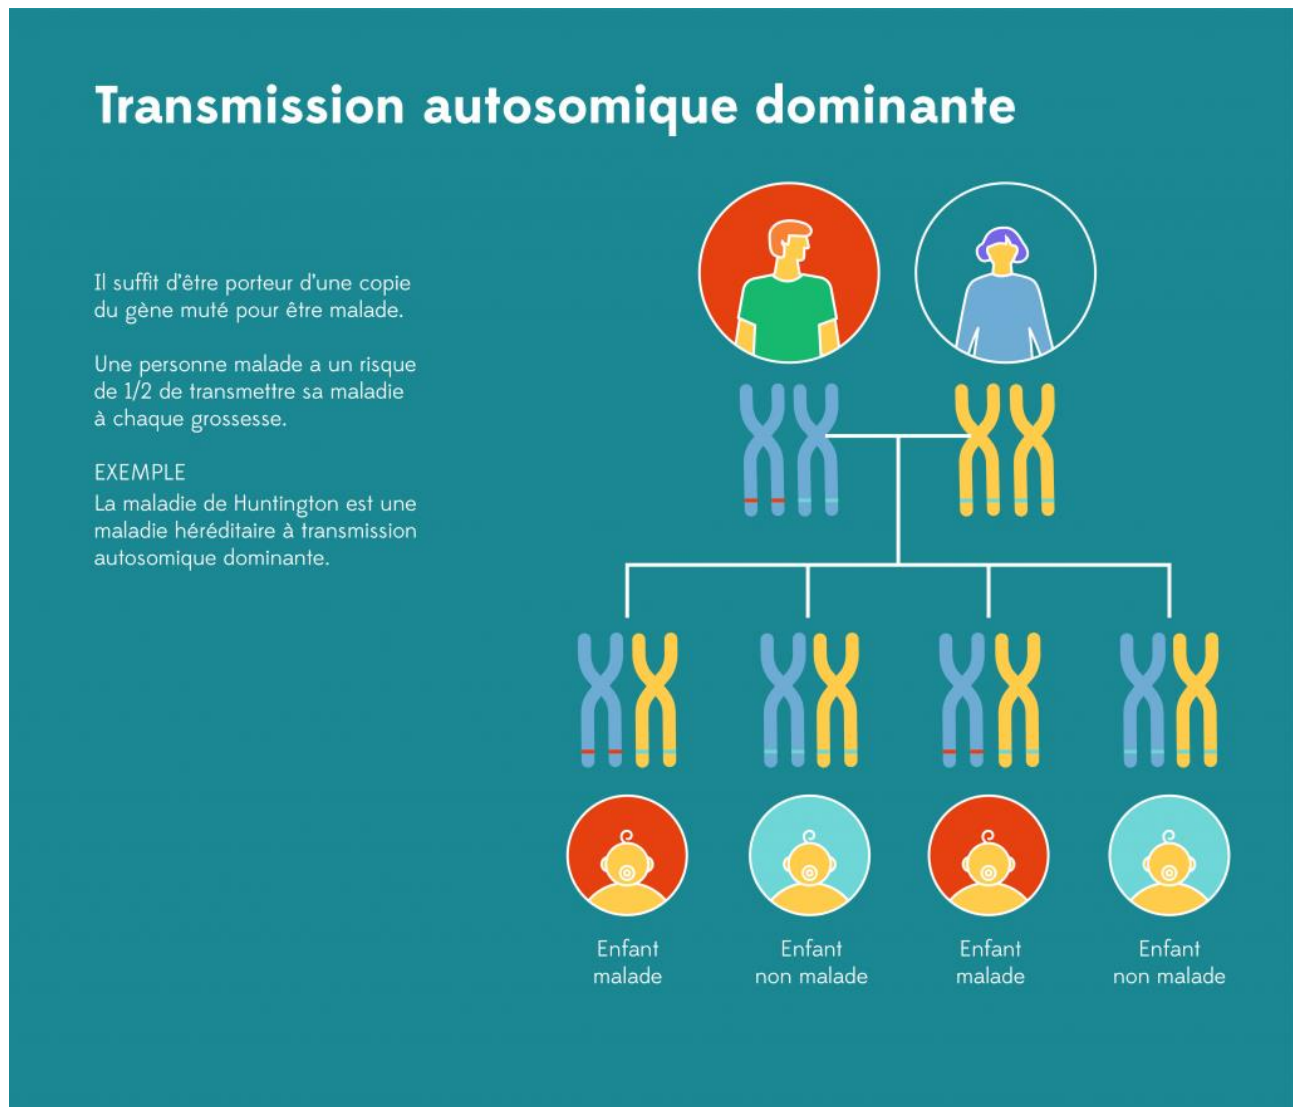 Transmission autosomique dominante
Il suffit d'être porteur d'une copie
du gène muté pour être malade.
Une personne malade a un risque
de 1/2 de transmettre sa maladie
à chaque grossesse.
EXEMPLE
La maladie de Huntington est une
maladie héréditaire à transmission
autosomique dominante.
Enfant
malade
Enfant
non malade
Enfant
malade
Enfant
non malade